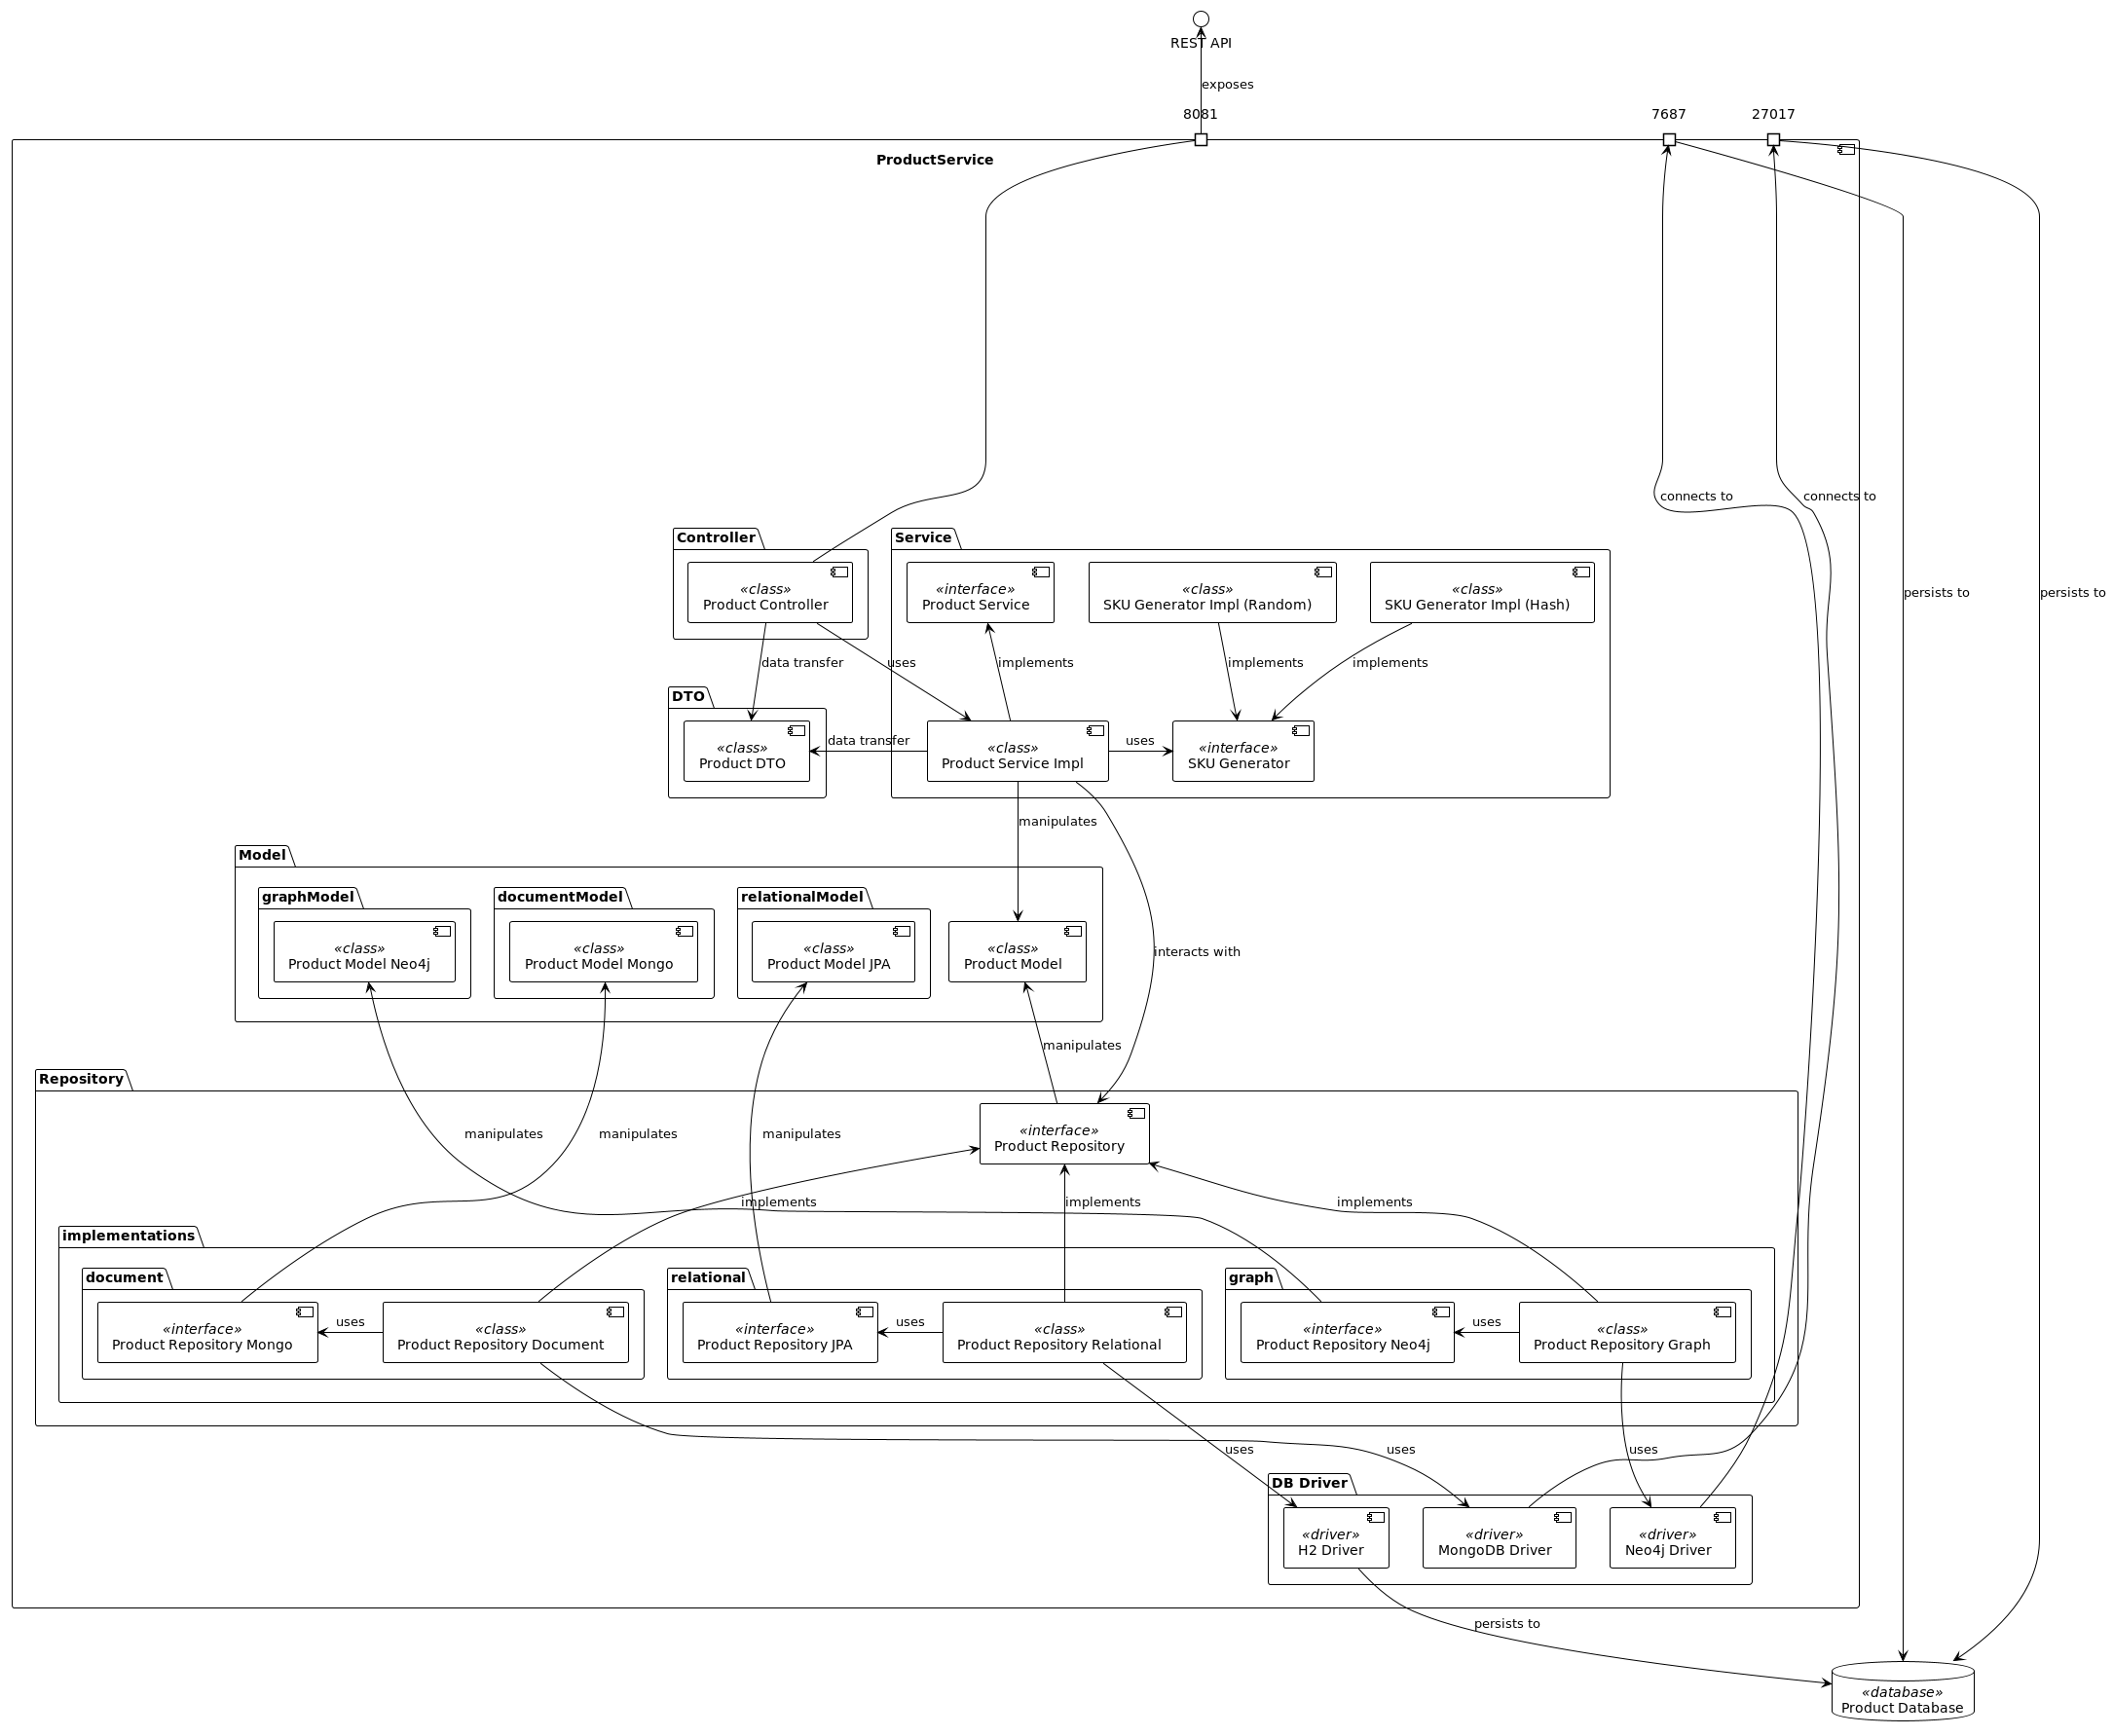 REST API
exposes
8081
7687
27017
ProductService
connects to
connects to
Controller
Service
«class»
Product Controller
«interface»
Product Service
«class»
SKU Generator Impl (Random)
«class»
SKU Generator Impl (Hash)
persists to
persists to
data transfer
uses
implements
implements
implements
DTO
«class»
Product DTO
data transfer
«class»
Product Service Impl
uses
«interface»
SKU Generator
manipulates
Model
graphModel
documentModel
relationalModel
«class»
Product Model Neo4j
«class»
Product Model Mongo
«class»
Product Model JPA
«class»
Product Model
interacts with
manipulates
Repository
manipulates
manipulates
manipulates
«interface»
Product Repository
implements
implements
implements
implementations
document
relational
graph
«interface»
Product Repository Mongo
uses
«class»
Product Repository Document
«interface»
Product Repository JPA
uses
«class»
Product Repository Relational
«interface»
Product Repository Neo4j
uses
«class»
Product Repository Graph
uses
uses
uses
DB Driver
«driver»
H2 Driver
«driver»
MongoDB Driver
«driver»
Neo4j Driver
persists to
«database»
Product Database